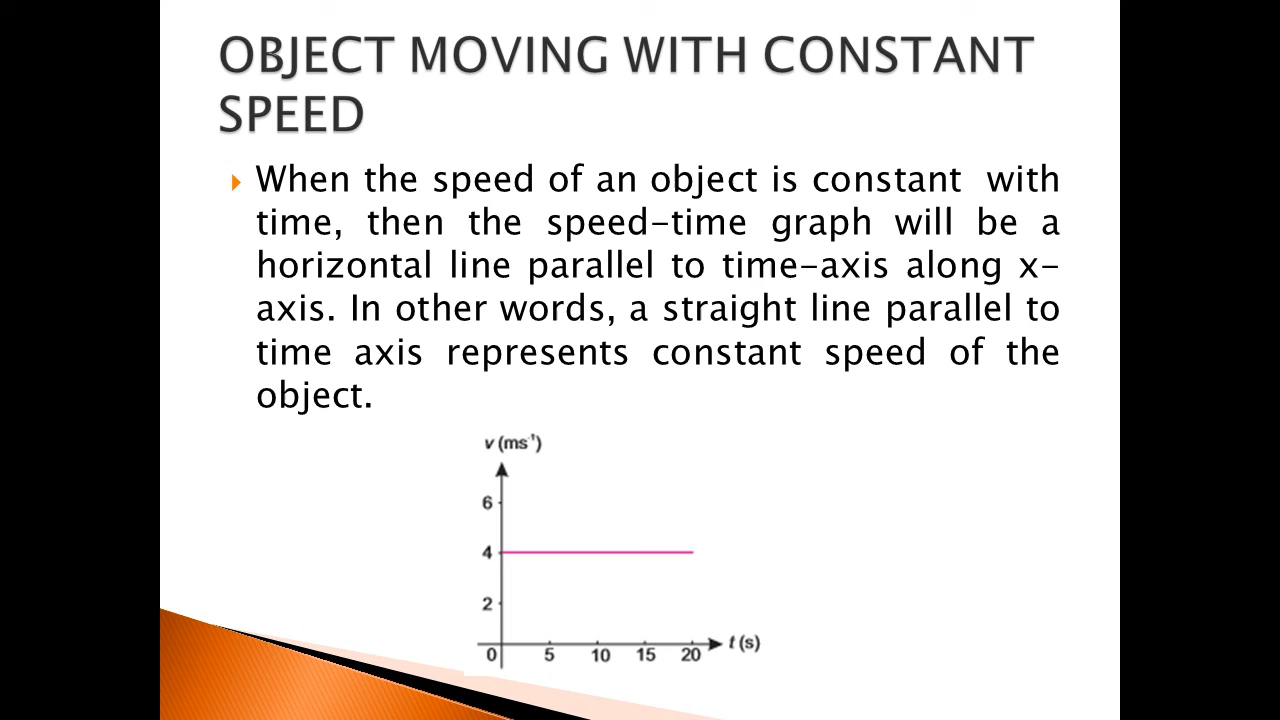 OBJECT MOVING WITH CONSTANT
SPEED
When the speed of an object is constant with
time, then the speed-time graph will be a
horizontal line parallel to time-axis along x-
axis. In other words, a straight line parallel to
time axis represents constant speed of the
object.
v (ms⁻¹)
6
4
2
0 5 10 15 20 t (s)